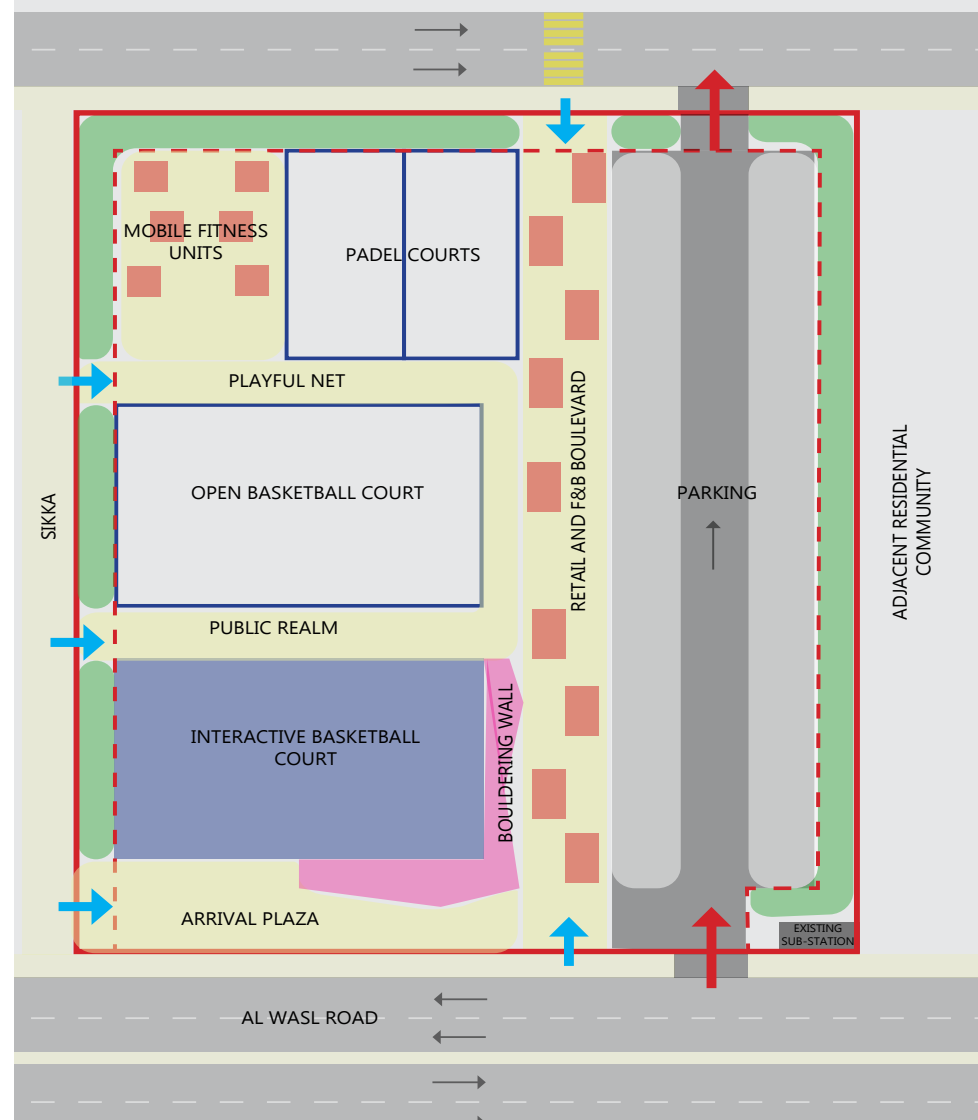 MOBILE FITNESS
UNITS
PADEL COURTS
PLAYFUL NET
RETAIL AND F&B BOULEVARD
OPEN BASKETBALL COURT
PARKING
SIKKA
ADJACENT RESIDENTIAL
COMMUNITY
PUBLIC REALM
INTERACTIVE BASKETBALL
COURT
BOULDERING WALL
ARRIVAL PLAZA
EXISTING
SUB-STATION
AL WASL ROAD